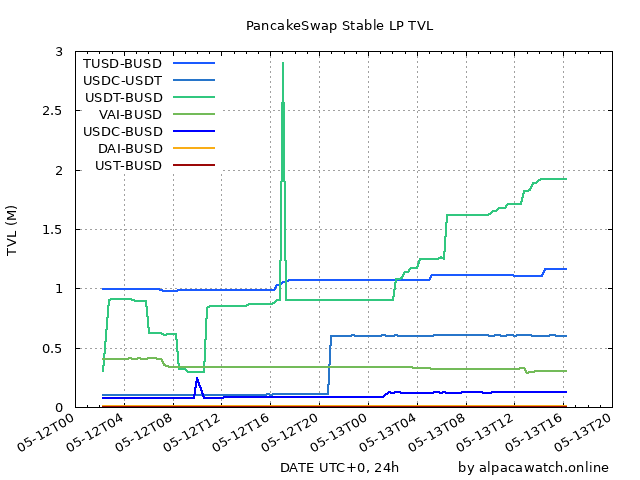 PancakeSwap Stable LP TVL
TVL (M)
3
2.5
2
1.5
1
0.5
0
TUSD-BUSD
USDC-USDT
USDT-BUSD
VAI-BUSD
USDC-BUSD
DAI-BUSD
UST-BUSD
05-12T00
05-12T04
05-12T08
05-12T12
05-12T16
05-12T20
05-13T00
05-13T04
05-13T08
05-13T12
05-13T16
05-13T20
DATE UTC+0, 24h
by alpacawatch.online